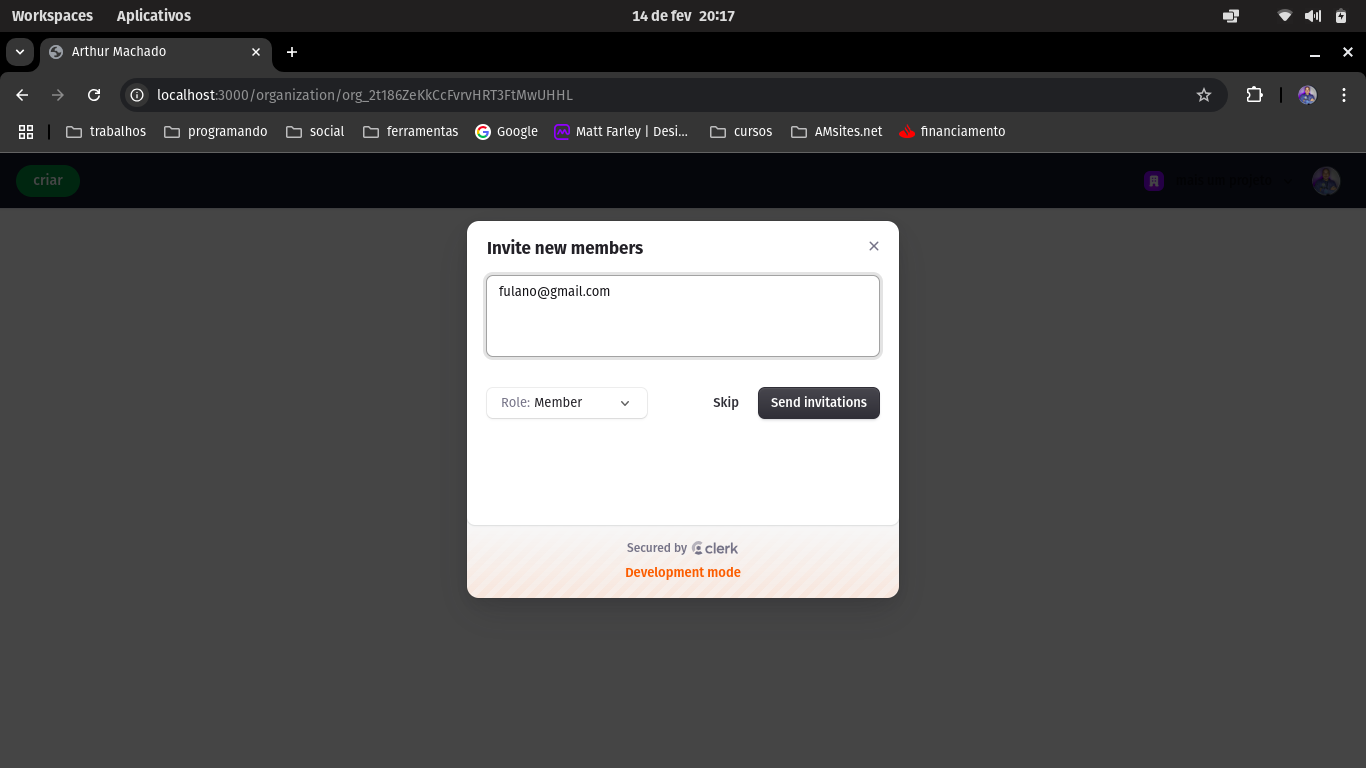 Workspaces Aplicativos 14 de fev 20:17
Arthur Machado
localhost:3000/organization/org_2t186ZeKkCcFvrvHRT3FtMwUHHL
trabalhos programando social ferramentas Google Matt Farley | Desi... cursos AMsites.net financiamento
criar
Invite new members
fulano@gmail.com
Role: Member Skip Send invitations
Secured by clerk
Development mode